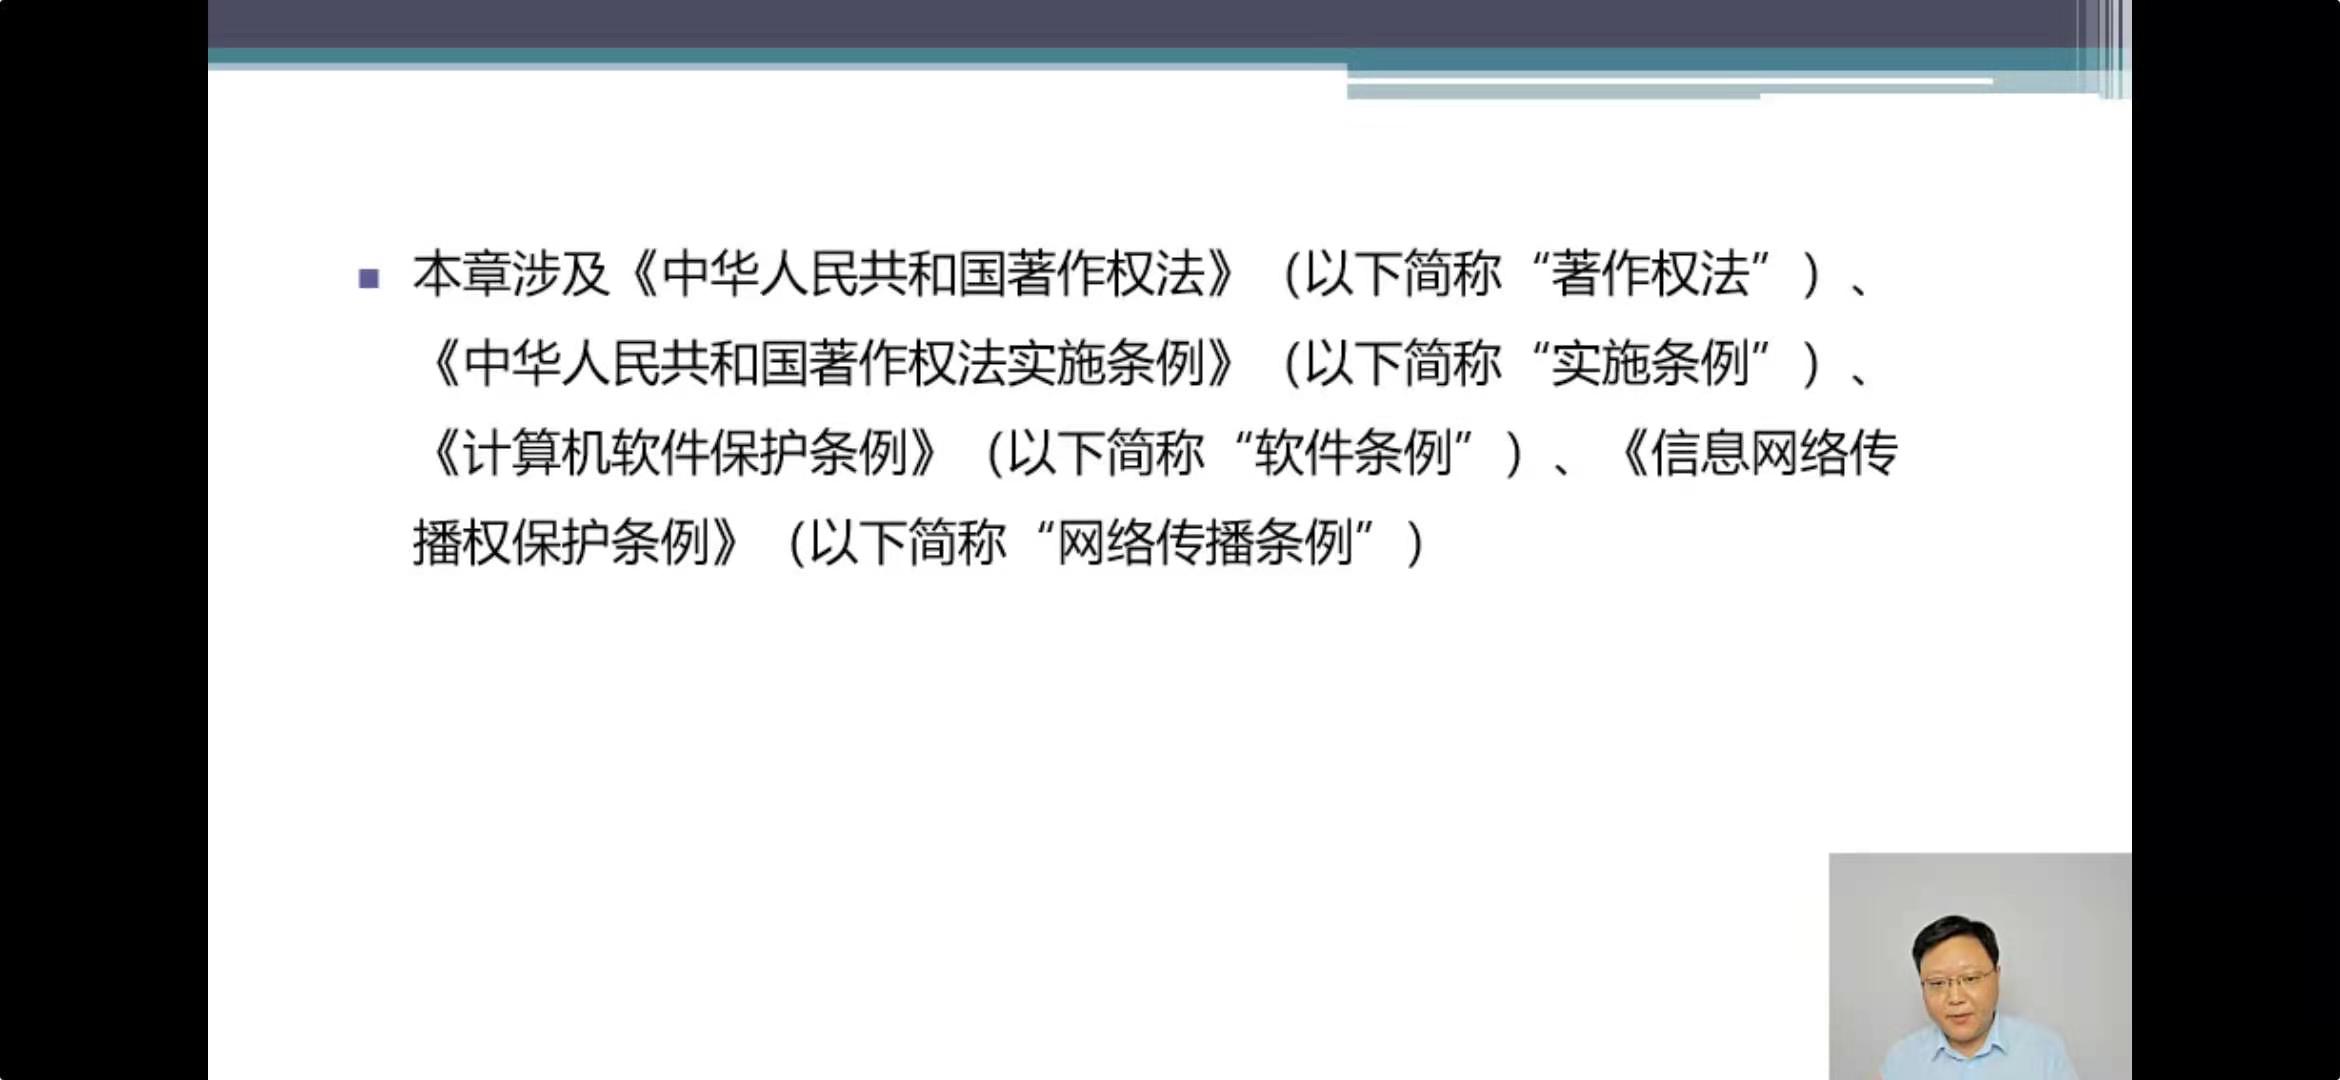 本章涉及《中华人民共和国著作权法》（以下简称“著作权法”）、
《中华人民共和国著作权法实施条例》（以下简称“实施条例”）、
《计算机软件保护条例》（以下简称“软件条例”）、《信息网络传
播权保护条例》（以下简称“网络传播条例”）